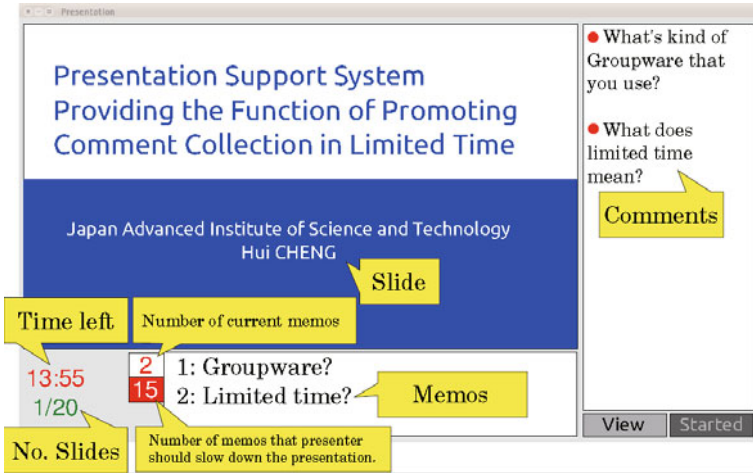 Presentation
Presentation Support System
Providing the Function of Promoting
Comment Collection in Limited Time
Japan Advanced Institute of Science and Technology
Hui CHENG
Slide
● What's kind of
Groupware that
you use?
● What does
limited time
mean?
Comments
Time left
Number of current memos
13:55
1/20
2
15
1: Groupware?
2: Limited time?
Memos
No. Slides
Number of memos that presenter
should slow down the presentation.
View
Started